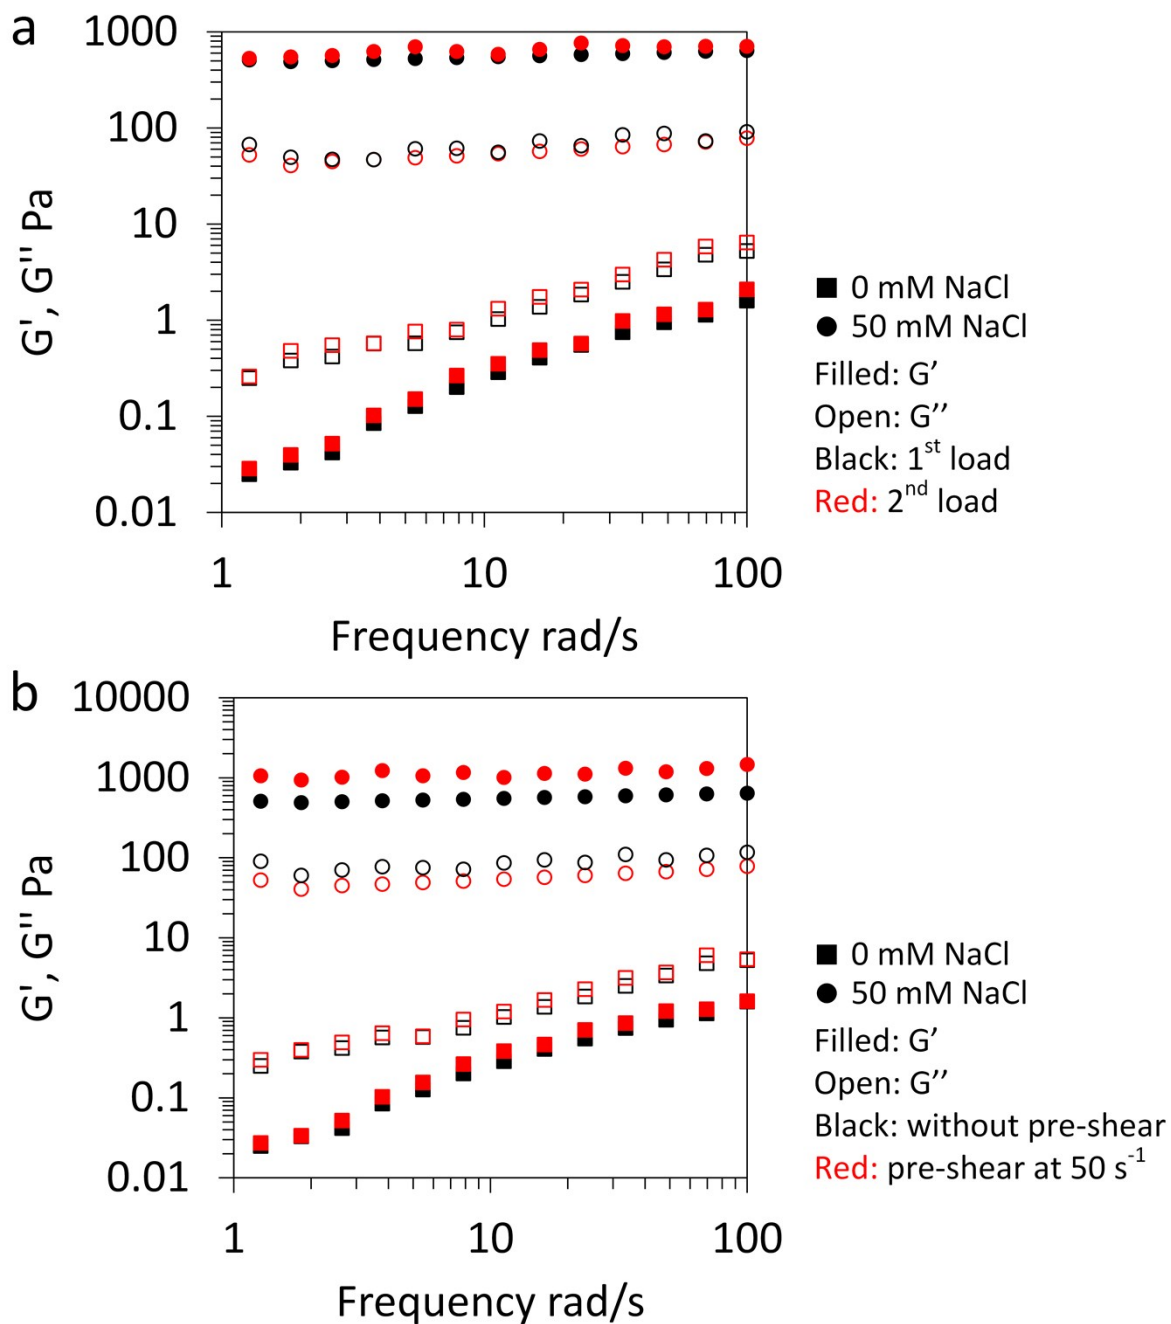 a
1000
100
10
1
0.1
0.01
G', G'' Pa
1 10 100
Frequency rad/s
0 mM NaCl
50 mM NaCl
Filled: G’
Open: G’’
Black: 1st load
Red: 2nd load
b
10000
1000
100
10
1
0.1
0.01
G', G'' Pa
1 10 100
Frequency rad/s
0 mM NaCl
50 mM NaCl
Filled: G’
Open: G’’
Black: without pre-shear
Red: pre-shear at 50 s-1